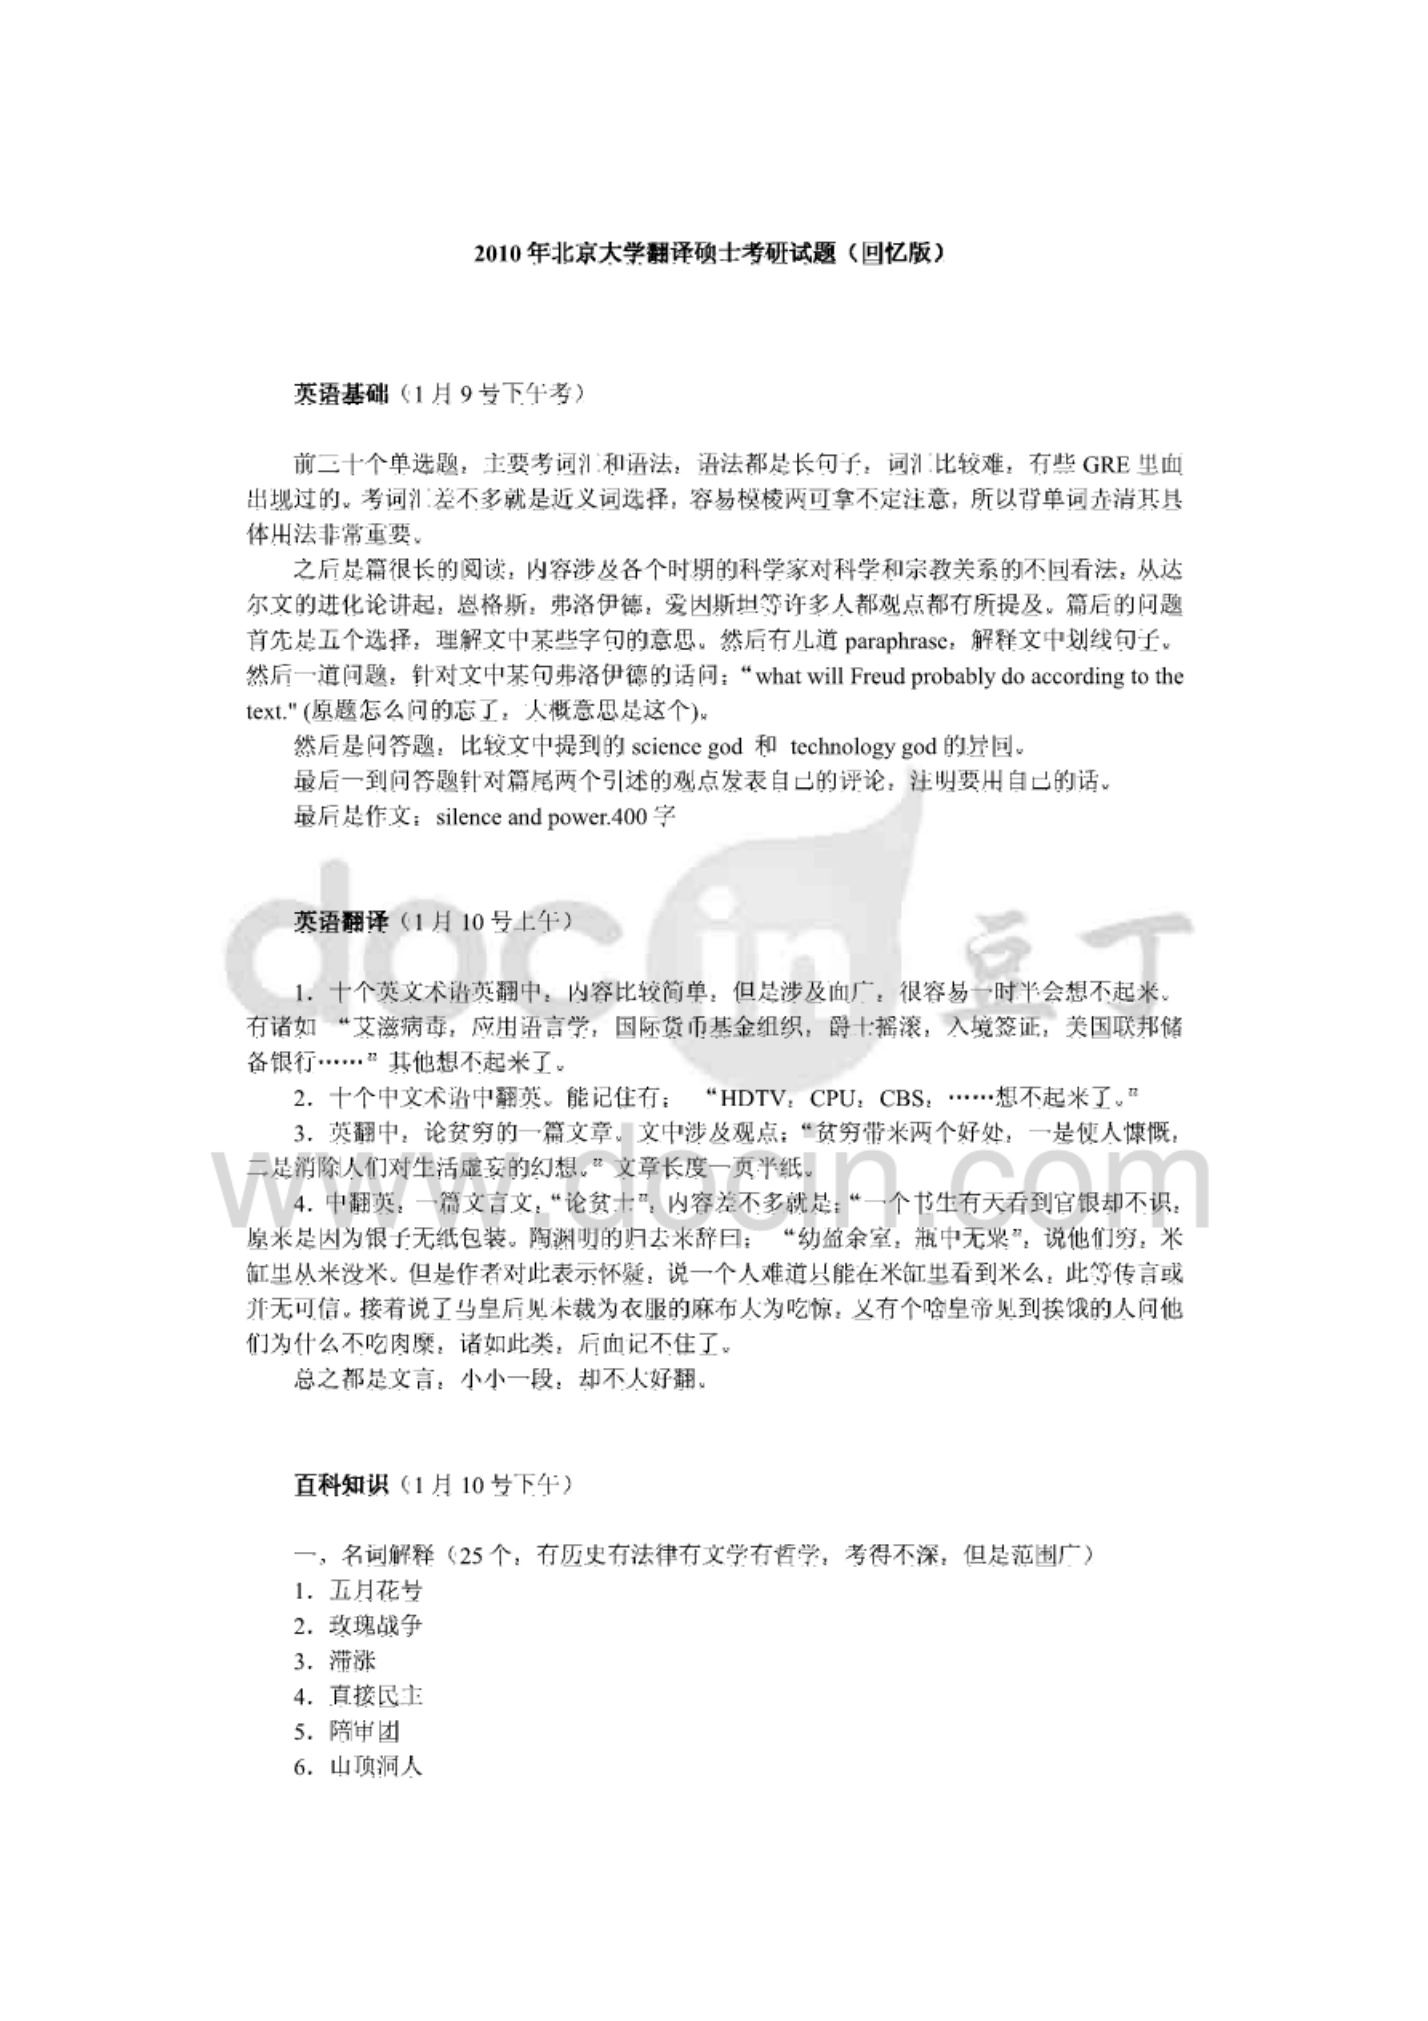 2010 年北京大学翻译硕士考研试题（回忆版）
英语基础（1 月 9 号下午考）
前三十个单选题，主要考词汇和语法，语法都是长句子，词汇比较难，有些 GRE 里面
出现过的。考词汇差不多就是近义词选择，容易模棱两可拿不定注意，所以背单词弄清其具
体用法非常重要。
之后是篇很长的阅读，内容涉及各个时期的科学家对科学和宗教关系的不同看法，从达
尔文的进化论讲起，恩格斯，弗洛伊德，爱因斯坦等许多人都观点都有所提及。篇后的问题
首先是五个选择，理解文中某些字句的意思。然后有几道 paraphrase，解释文中划线句子。
然后一道问题，针对文中某句弗洛伊德的话问：“what will Freud probably do according to the
text." (原题怎么问的忘了，大概意思是这个)。
然后是问答题，比较文中提到的 science god 和 technology god 的异同。
最后一到问答题针对篇尾两个引述的观点发表自己的评论，注明要用自己的话。
最后是作文：silence and power.400 字
英语翻译（1 月 10 号上午）
1．十个英文术语英翻中，内容比较简单，但是涉及面广，很容易一时半会想不起来。
有诸如 “艾滋病毒，应用语言学，国际货币基金组织，爵士摇滚，入境签证，美国联邦储
备银行……” 其他想不起来了。
2．十个中文术语中翻英。能记住有： “HDTV，CPU，CBS，……想不起来了。”
3．英翻中，论贫穷的一篇文章。文中涉及观点：“贫穷带来两个好处，一是使人慷慨，
二是消除人们对生活虚妄的幻想。” 文章长度一页半纸。
4．中翻英，一篇文言文，“论贫士”，内容差不多就是：“一个书生有天看到官银却不识，
原来是因为银子无纸包装。陶渊明的归去来辞曰： “幼盈余室，瓶中无粟”，说他们穷，米
缸里从来没米。但是作者对此表示怀疑，说一个人难道只能在米缸里看到米么，此等传言或
并无可信。接着说了马皇后见未裁为衣服的麻布大为吃惊，又有个啥皇帝见到挨饿的人问他
们为什么不吃肉糜，诸如此类，后面记不住了。
总之都是文言，小小一段，却不大好翻。
百科知识（1 月 10 号下午）
一，名词解释（25 个，有历史有法律有文学有哲学，考得不深，但是范围广）
1．五月花号
2．玫瑰战争
3．滞涨
4．直接民主
5．陪审团
6．山顶洞人
docin 豆丁
www.docin.com